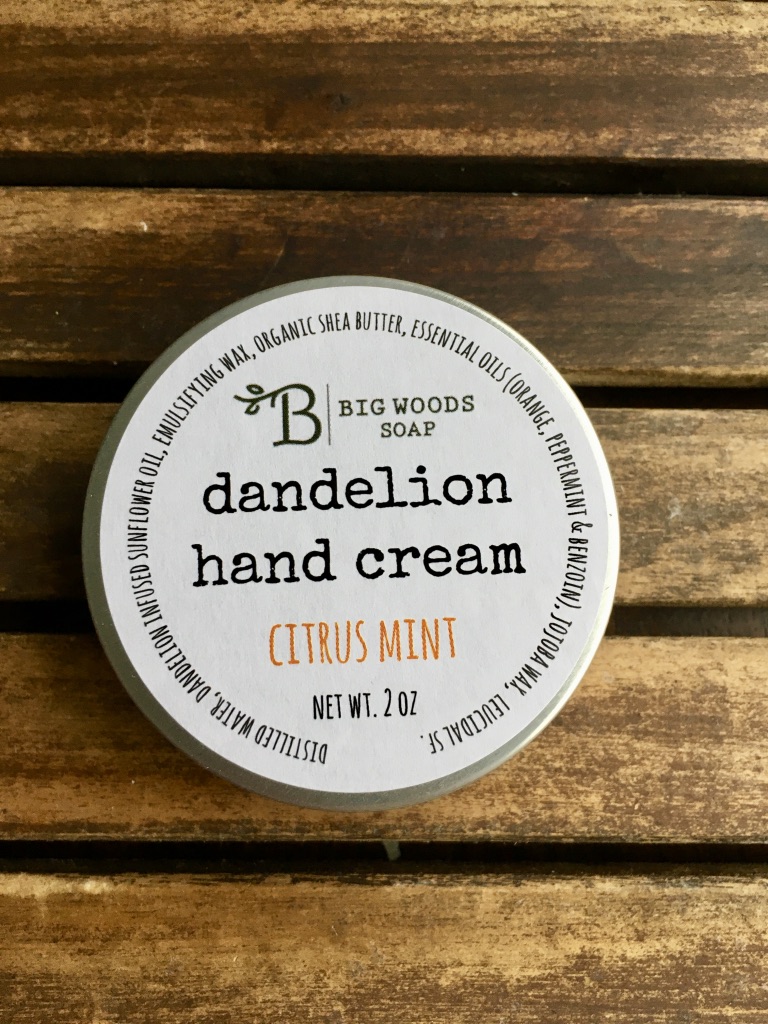 B
BIG WOODS
SOAP
dandelion
hand cream
CITRUS MINT
NET WT. 2 OZ
DISTILLED WATER, DANDELION INFUSED SUNFLOWER OIL, EMULSIFYING WAX, ORGANIC SHEA BUTTER, ESSENTIAL OILS (ORANGE, PEPPERMINT & BENZOIN), JOJOBA WAX, LEUCIDAL SF.